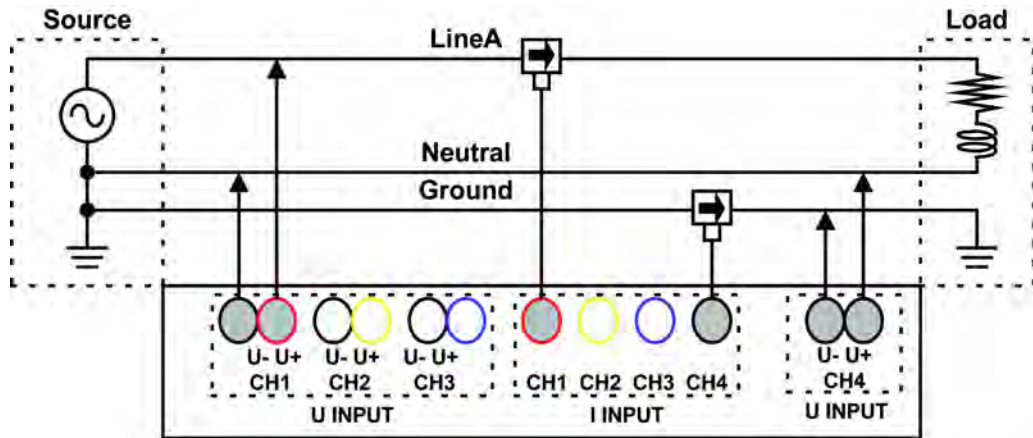 Source
Load
LineA
Neutral
Ground
U- U+ U- U+ U- U+ U- U+
CH1 CH2 CH3 CH1 CH2 CH3 CH4 CH4
U INPUT I INPUT U INPUT